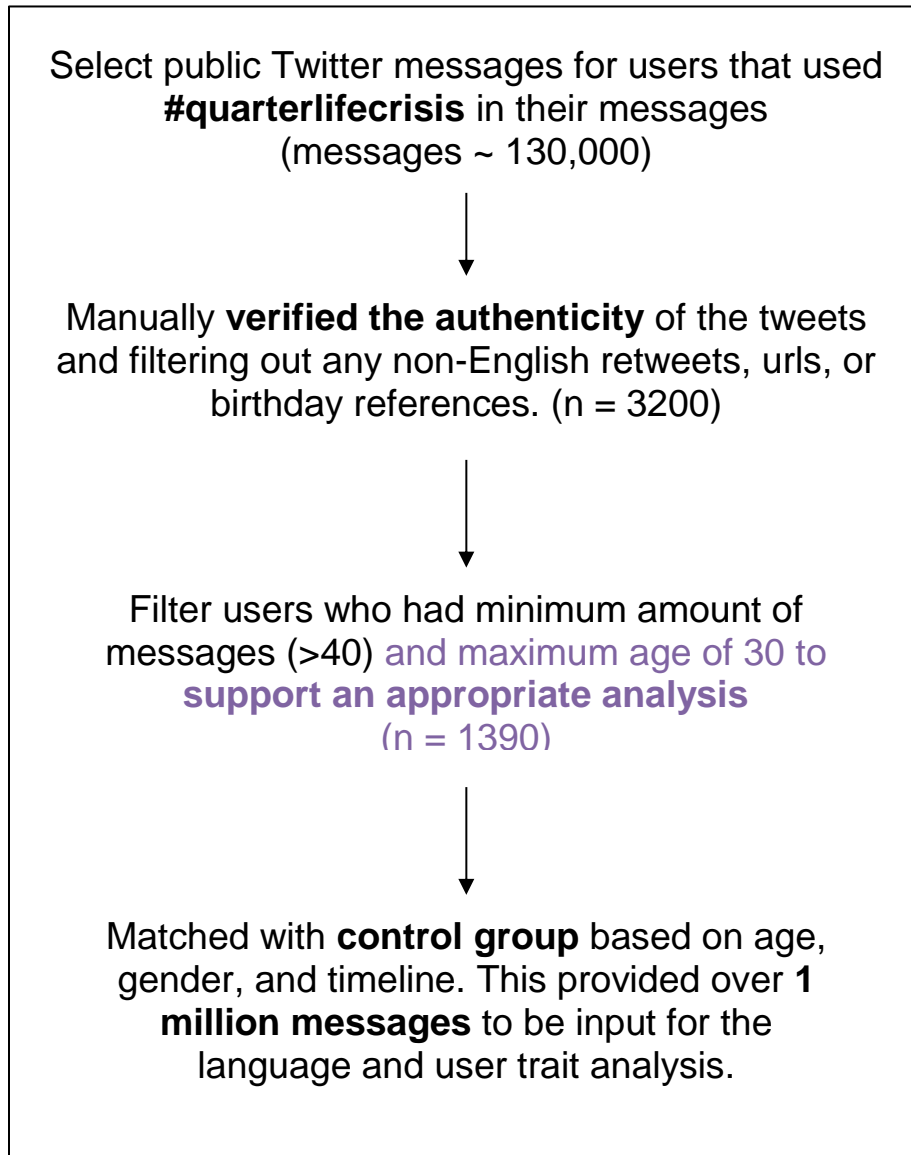 Select public Twitter messages for users that used
#quarterlifecrisis in their messages
(messages ~ 130,000)
Manually verified the authenticity of the tweets
and filtering out any non-English retweets, urls, or
birthday references. (n = 3200)
Filter users who had minimum amount of
messages (>40) and maximum age of 30 to
support an appropriate analysis
(n = 1390)
Matched with control group based on age,
gender, and timeline. This provided over 1
million messages to be input for the
language and user trait analysis.